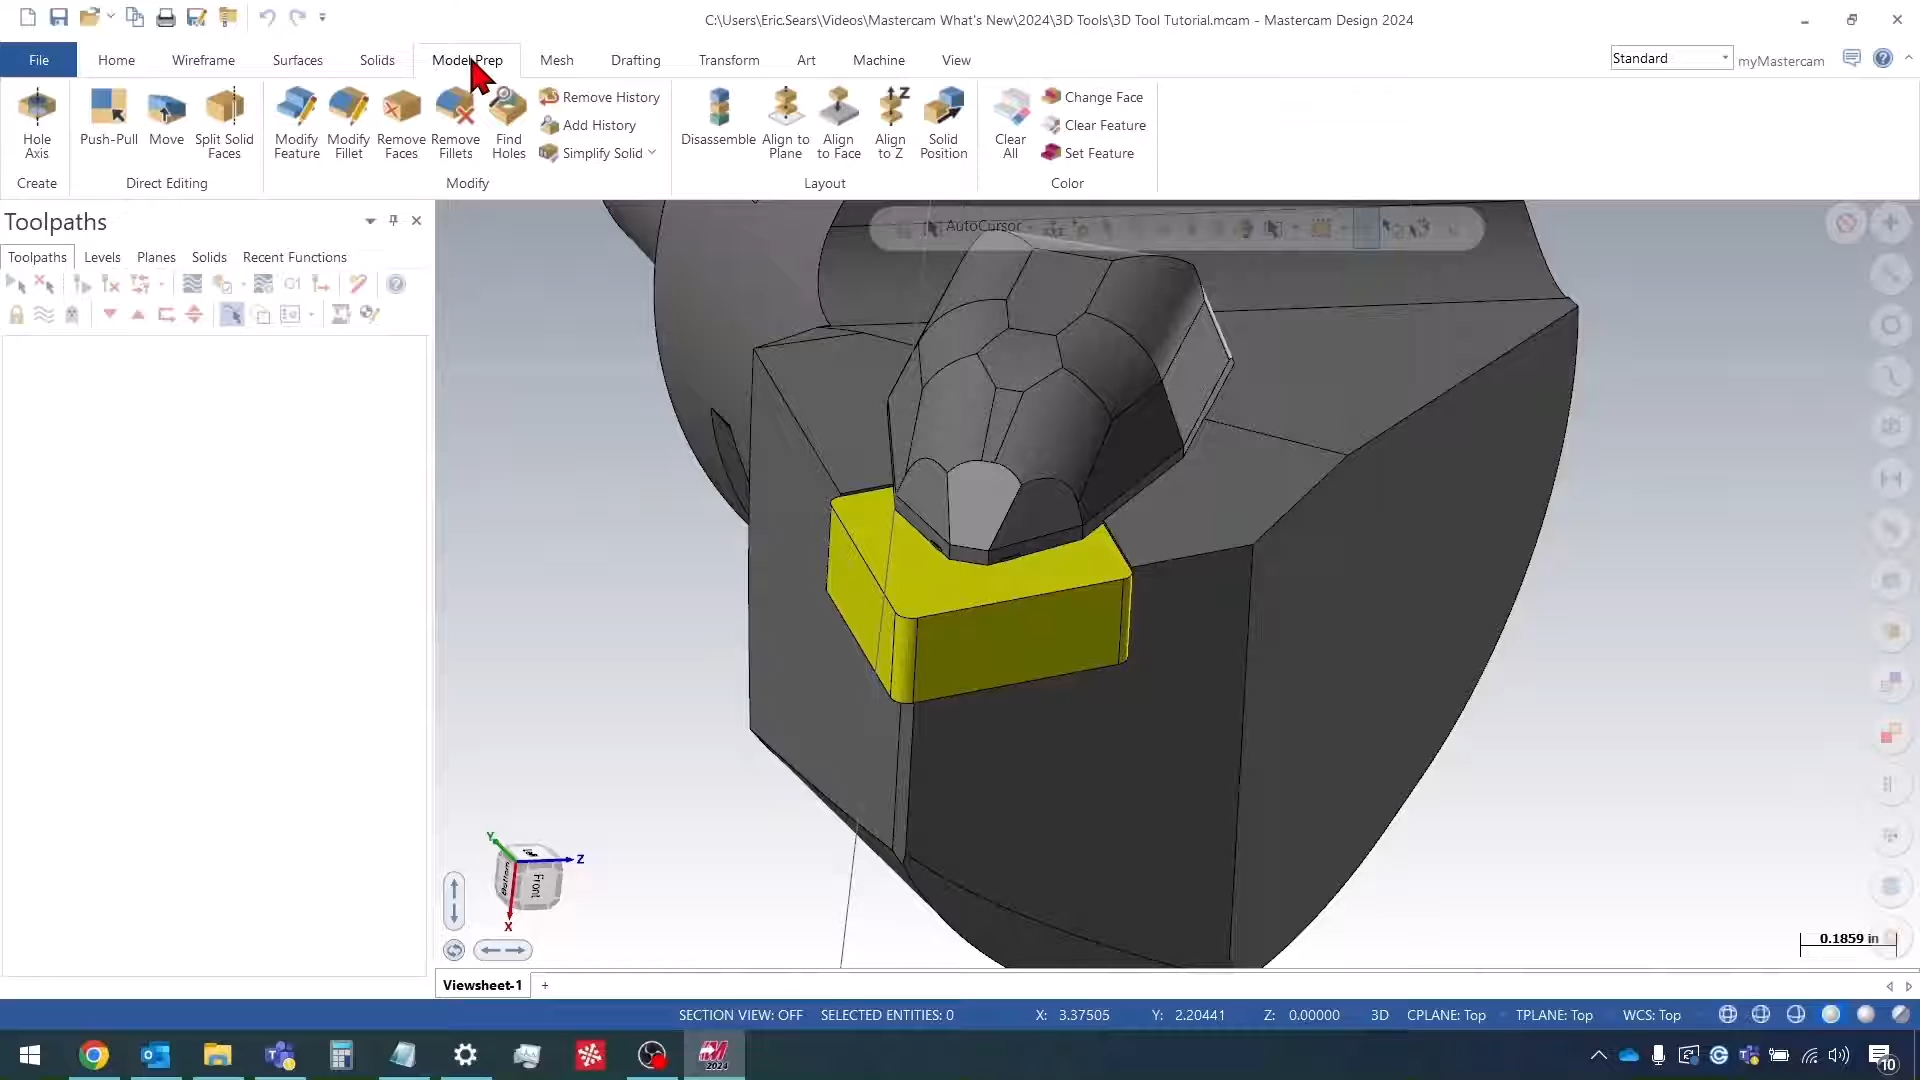 C:\Users\Eric.Sears\Videos\Mastercam What's New\2024\3D Tools\3D Tool Tutorial.mcam - Mastercam Design 2024
File Home Wireframe Surfaces Solids Model Prep Mesh Drafting Transform Art Machine View
Standard
myMastercam
Hole Axis
Push-Pull
Move
Split Solid Faces
Modify Feature
Modify Fillet
Remove Faces
Remove Fillets
Find Holes
Remove History
Add History
Simplify Solid
Disassemble
Align to Plane
Align to Face
Z
Align to Z
Solid Position
Clear All
Change Face
Clear Feature
Set Feature
Create Direct Editing Modify Layout Color
Toolpaths
Toolpaths Levels Planes Solids Recent Functions
G1
AutoCursor
Y
Z
X
Front
Bottom
0.1859 in
Viewsheet-1 +
SECTION VIEW: OFF SELECTED ENTITIES: 0 X: 3.37505 Y: 2.20441 Z: 0.00000 3D CPLANE: Top TPLANE: Top WCS: Top
2024
10